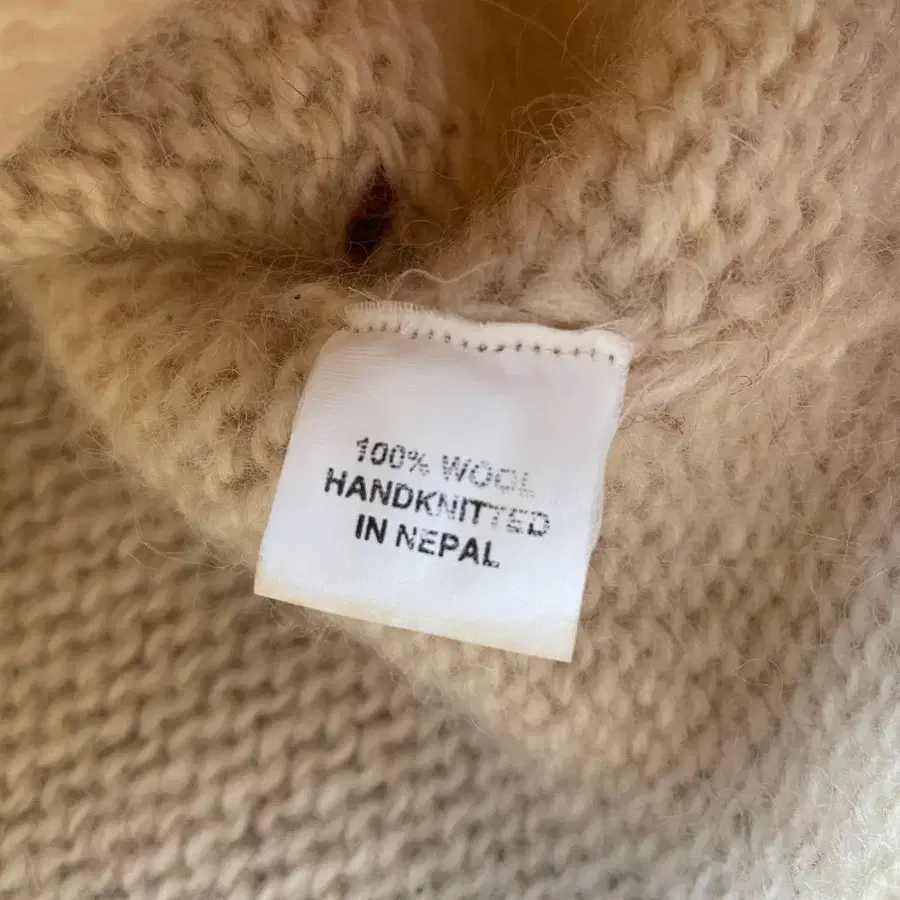 100% WOOL
HANDKNITTED
IN NEPAL